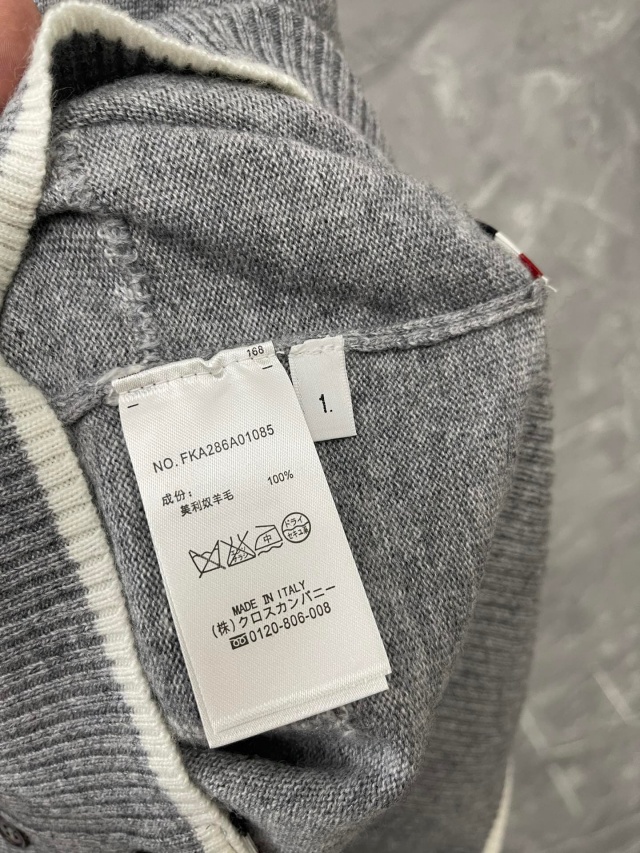 168
1.
NO.FKA286A01085
成份:
美利奴羊毛 100%
中
ドライ
セキユ系
MADE IN ITALY
(株)クロスカンパニー
0120-806-008